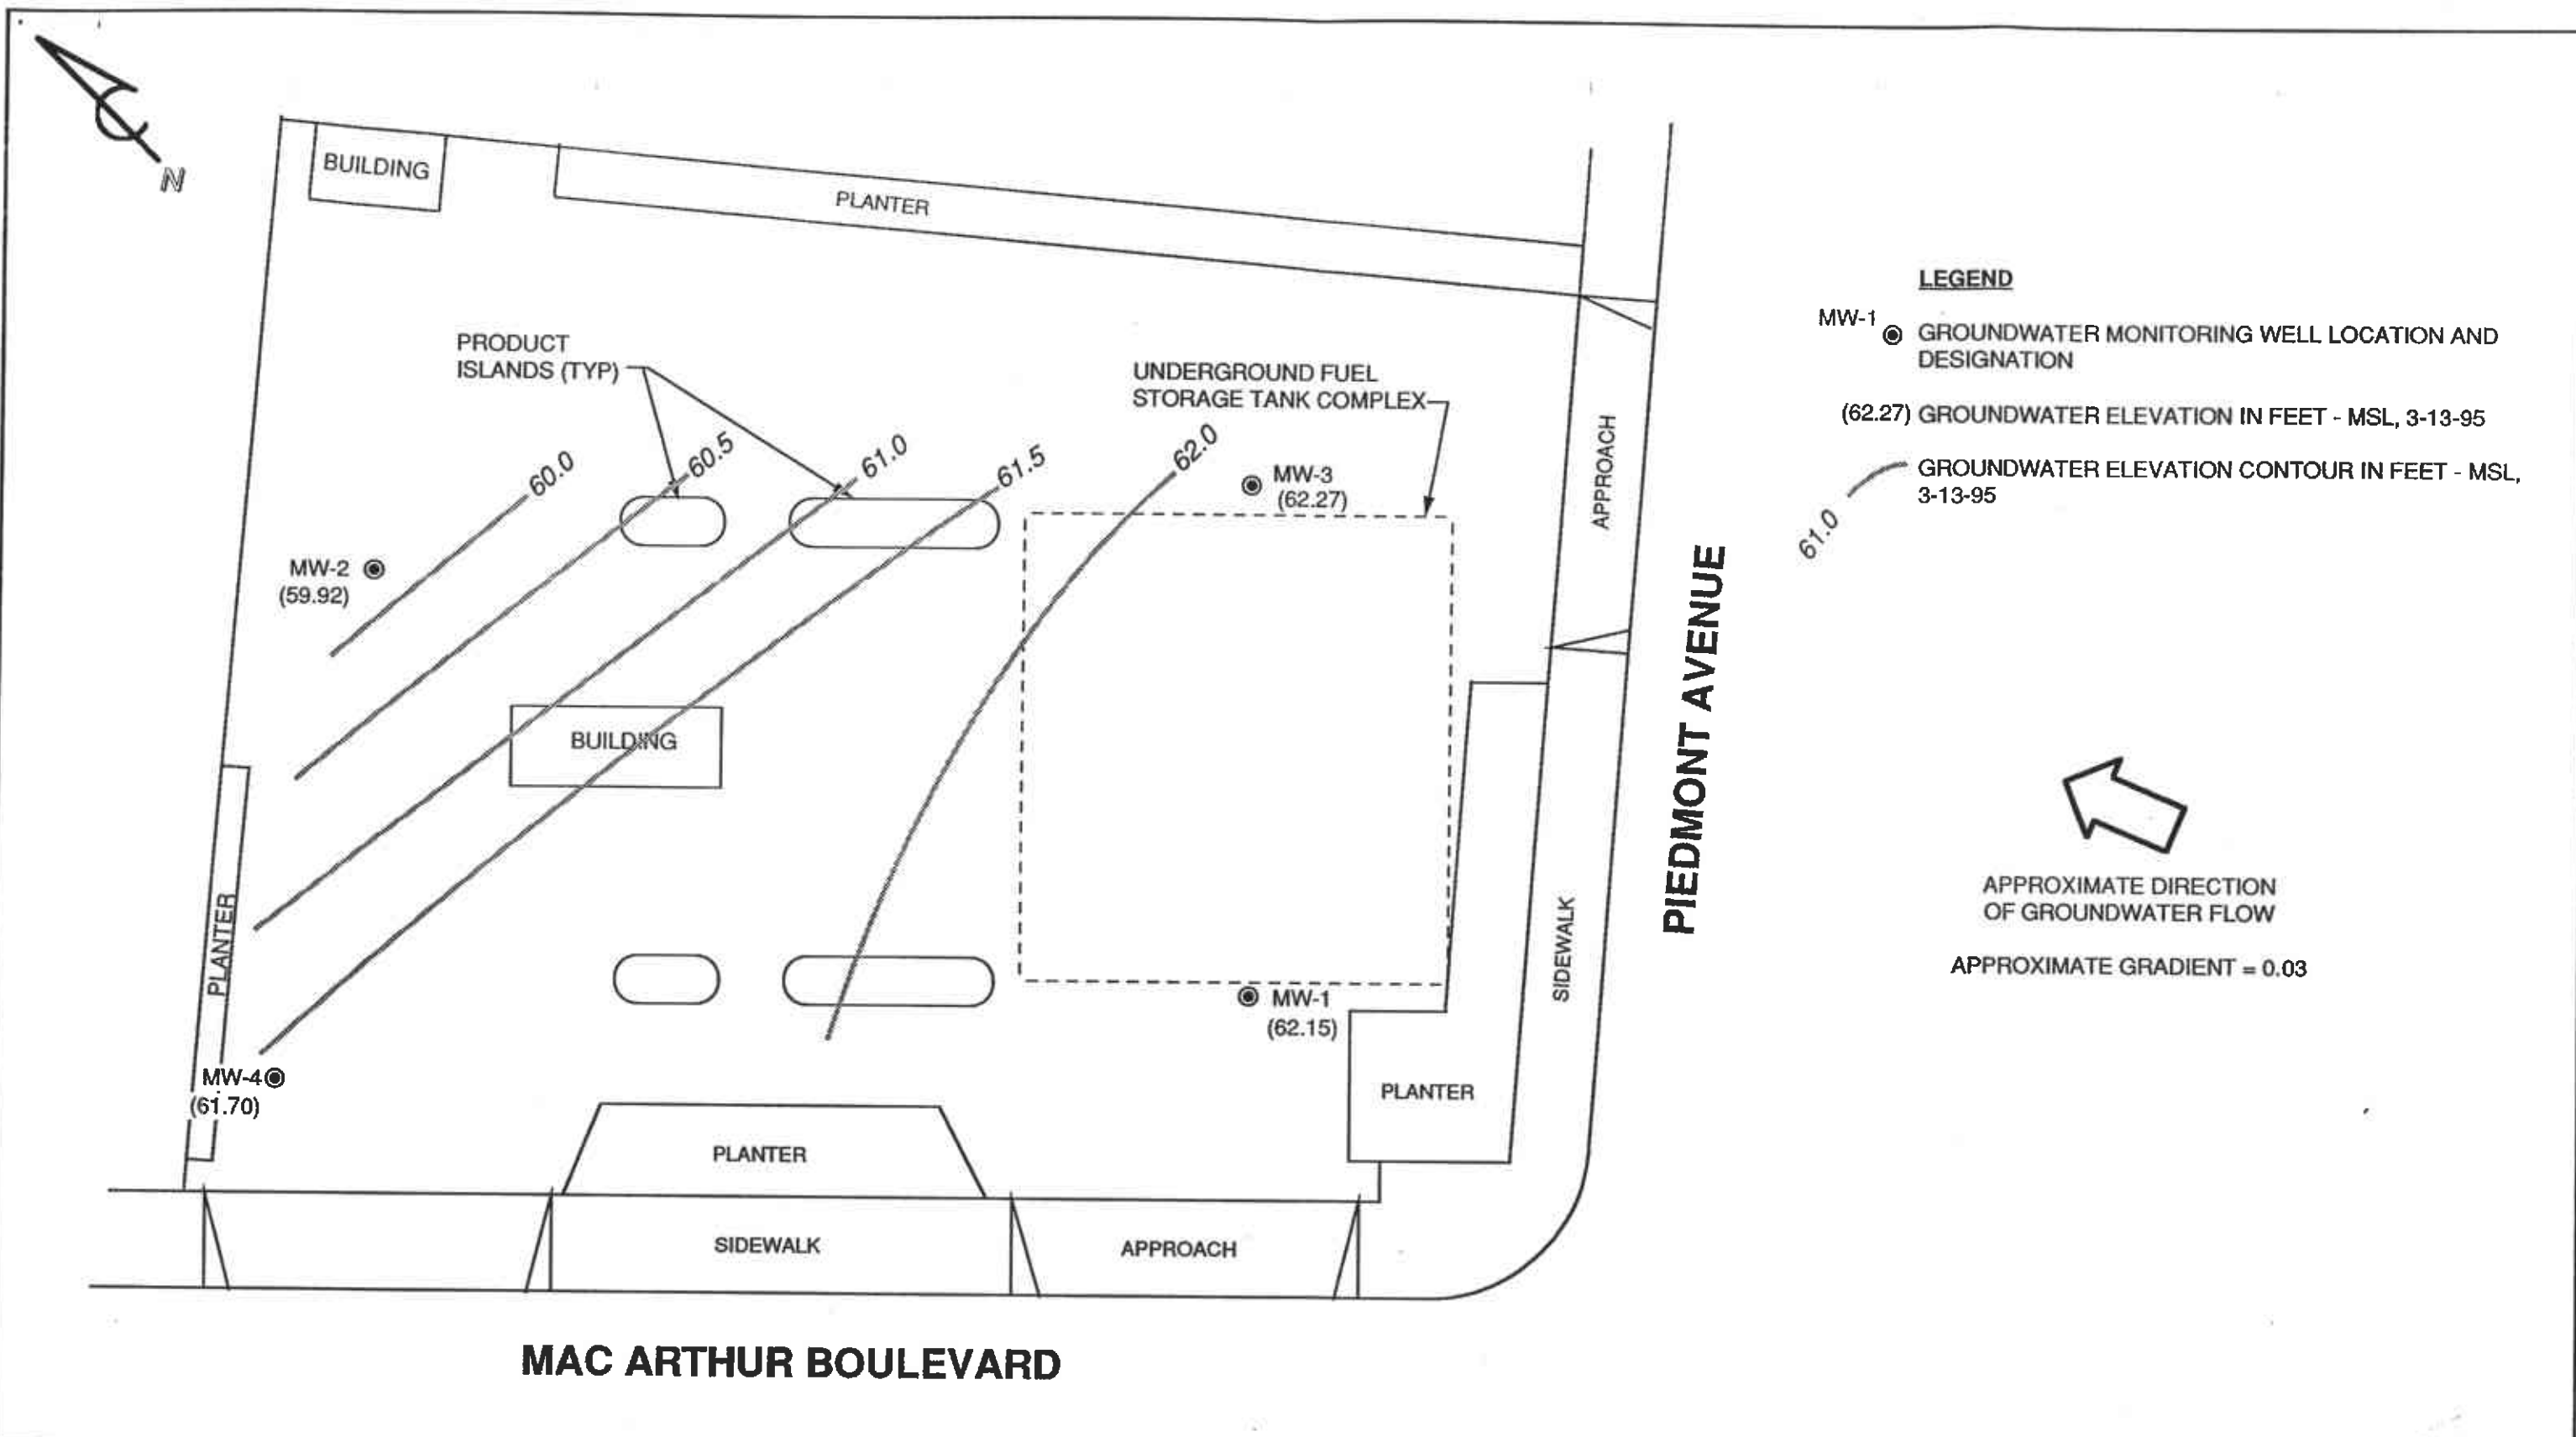 N
BUILDING
PLANTER
PRODUCT
ISLANDS (TYP)
UNDERGROUND FUEL
STORAGE TANK COMPLEX
60.0
60.5
61.0
61.5
62.0
MW-3
(62.27)
MW-2
(59.92)
BUILDING
PLANTER
MW-4
(61.70)
MW-1
(62.15)
PLANTER
PLANTER
SIDEWALK
APPROACH
APPROACH
SIDEWALK
PIEDMONT AVENUE
MAC ARTHUR BOULEVARD
LEGEND
MW-1
GROUNDWATER MONITORING WELL LOCATION AND
DESIGNATION
(62.27) GROUNDWATER ELEVATION IN FEET - MSL, 3-13-95
GROUNDWATER ELEVATION CONTOUR IN FEET - MSL,
3-13-95
61.0
APPROXIMATE DIRECTION
OF GROUNDWATER FLOW
APPROXIMATE GRADIENT = 0.03